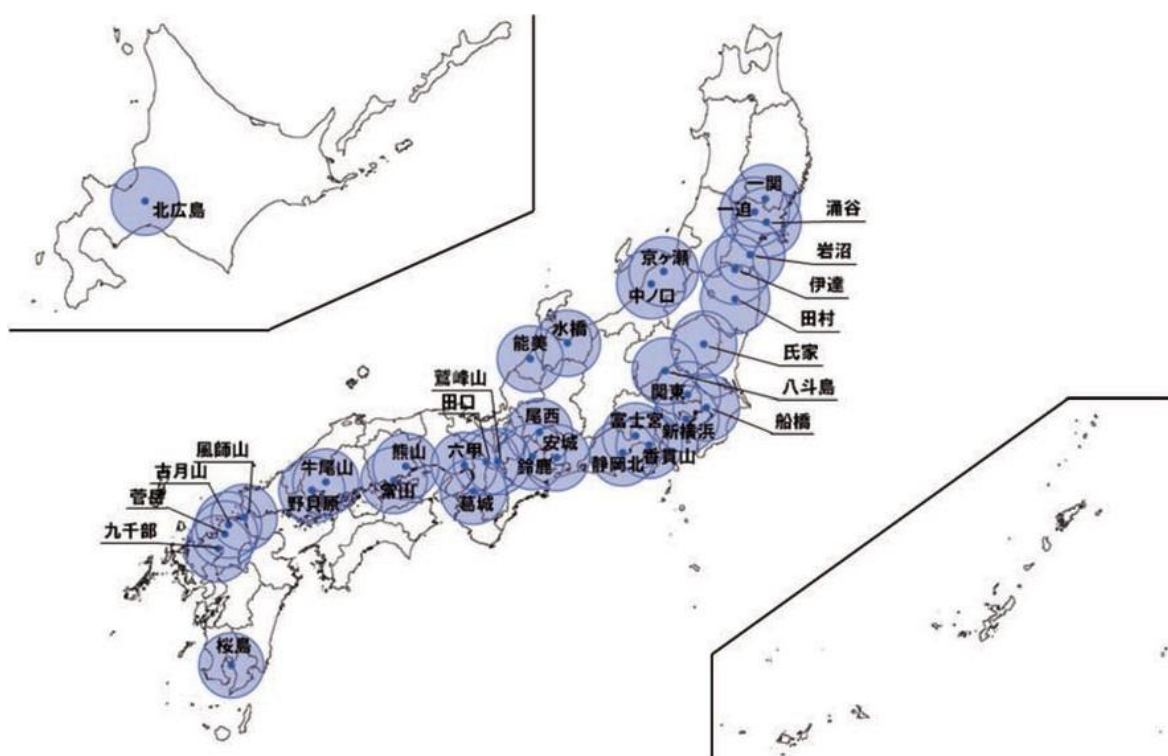 北広島
一関
一迫
涌谷
岩沼
京ヶ瀬
伊達
中ノ口
田村
水橋
能美
氏家
鷲峰山
八斗島
田口
関東
尾西
富士宮
船橋
新横浜
風師山
熊山
六甲
安城
香貫山
古月山
牛尾山
鈴鹿
静岡北
菅岳
常山
野貝原
葛城
九千部
桜島